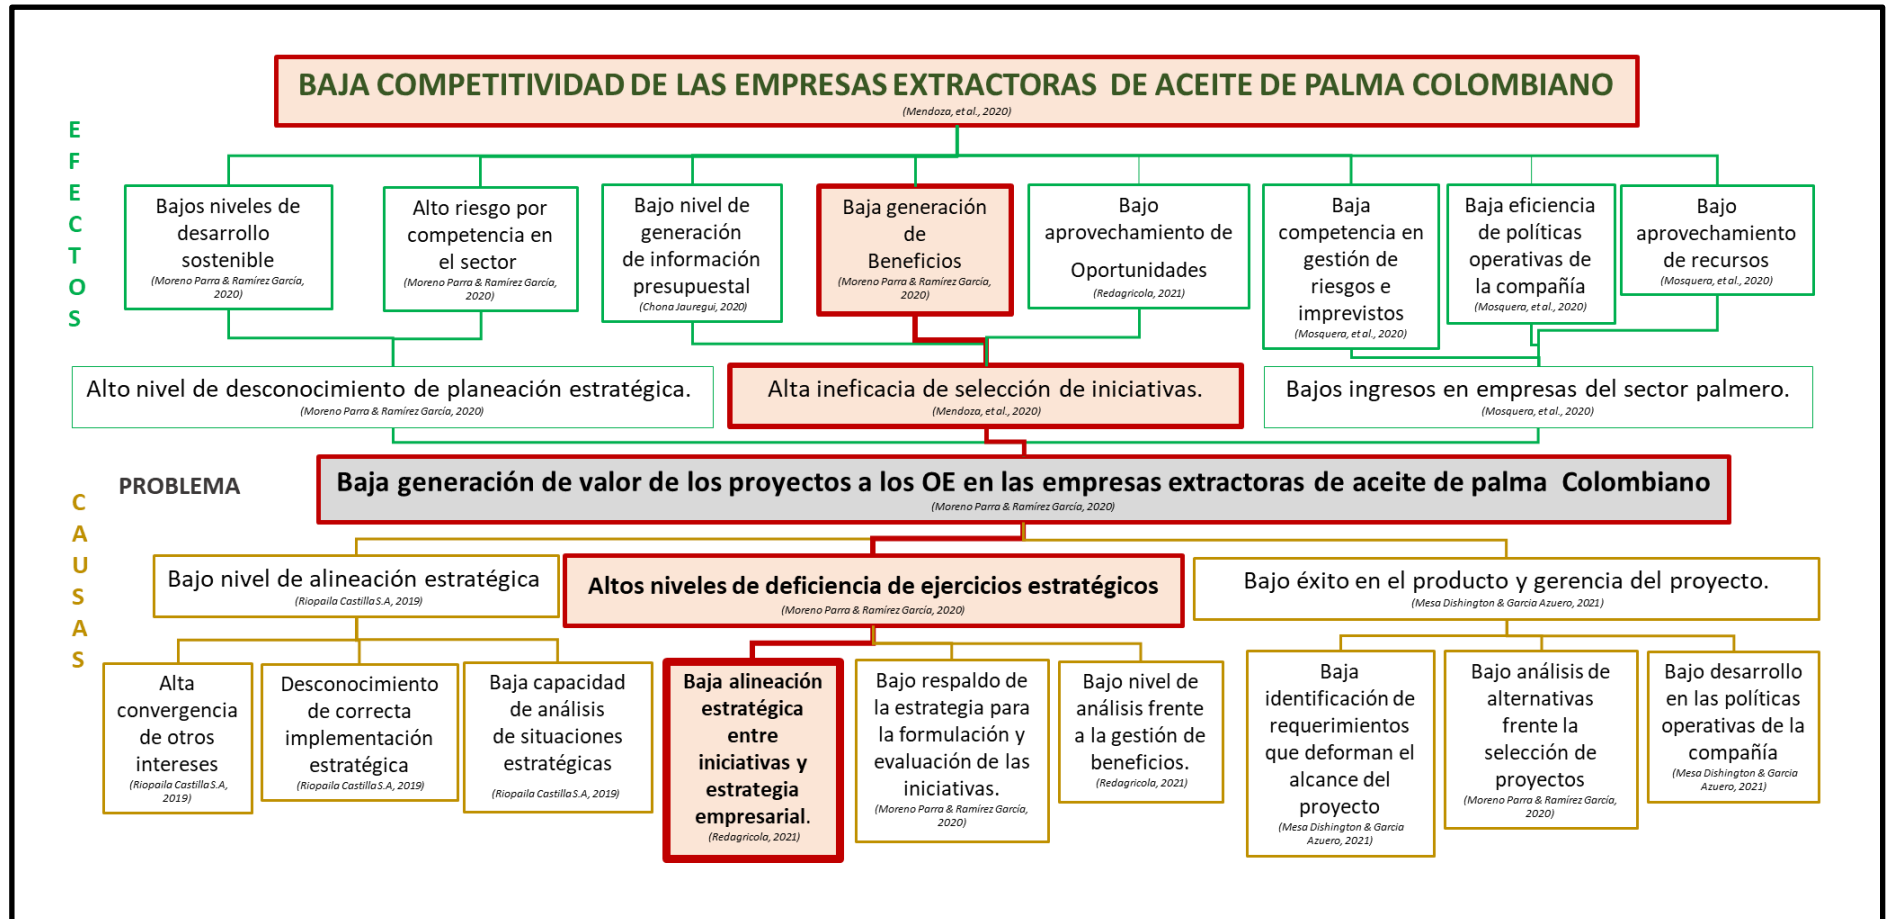 BAJA COMPETITIVIDAD DE LAS EMPRESAS EXTRACTORAS DE ACEITE DE PALMA COLOMBIANO
(Mendoza, et al., 2020)
EFECTOS
Bajos niveles de
desarrollo
sostenible
(Moreno Parra & Ramírez García,
2020)
Alto riesgo por
competencia en
el sector
(Moreno Parra & Ramírez García,
2020)
Bajo nivel de
generación
de información
presupuestal
(Chona Jauregui, 2020)
Baja generación
de
Beneficios
(Moreno Parra & Ramírez García,
2020)
Bajo
aprovechamiento de
Oportunidades
(Redagricola, 2021)
Baja
competencia en
gestión de
riesgos e
imprevistos
(Mosquera, et al., 2020)
Baja eficiencia
de políticas
operativas de
la compañía
(Mosquera, et al., 2020)
Bajo
aprovechamiento
de recursos
(Mosquera, et al., 2020)
Alto nivel de desconocimiento de planeación estratégica.
(Moreno Parra & Ramírez García, 2020)
Alta ineficacia de selección de iniciativas.
(Mendoza, et al., 2020)
Bajos ingresos en empresas del sector palmero.
(Mosquera, et al., 2020)
PROBLEMA
Baja generación de valor de los proyectos a los OE en las empresas extractoras de aceite de palma Colombiano
(Moreno Parra & Ramírez García, 2020)
CAUSAS
Bajo nivel de alineación estratégica
(Riopaila Castilla S.A, 2019)
Altos niveles de deficiencia de ejercicios estratégicos
(Moreno Parra & Ramírez García, 2020)
Bajo éxito en el producto y gerencia del proyecto.
(Mesa Dishington & Garcia Azuero, 2021)
Alta
convergencia
de otros
intereses
(Riopaila Castilla S.A,
2019)
Desconocimiento
de correcta
implementación
estratégica
(Riopaila Castilla S.A, 2019)
Baja capacidad
de análisis
de situaciones
estratégicas
(Riopaila Castilla S.A, 2019)
Baja alineación
estratégica
entre
iniciativas y
estrategia
empresarial.
(Redagricola, 2021)
Bajo respaldo de
la estrategia para
la formulación y
evaluación de las
iniciativas.
(Moreno Parra & Ramírez García,
2020)
Bajo nivel de
análisis frente
a la gestión de
beneficios.
(Redagricola, 2021)
Baja
identificación de
requerimientos
que deforman el
alcance del
proyecto
(Mesa Dishington & Garcia
Azuero, 2021)
Bajo análisis de
alternativas
frente la
selección de
proyectos
(Moreno Parra & Ramírez García,
2020)
Bajo desarrollo
en las políticas
operativas de la
compañía
(Mesa Dishington & Garcia
Azuero, 2021)